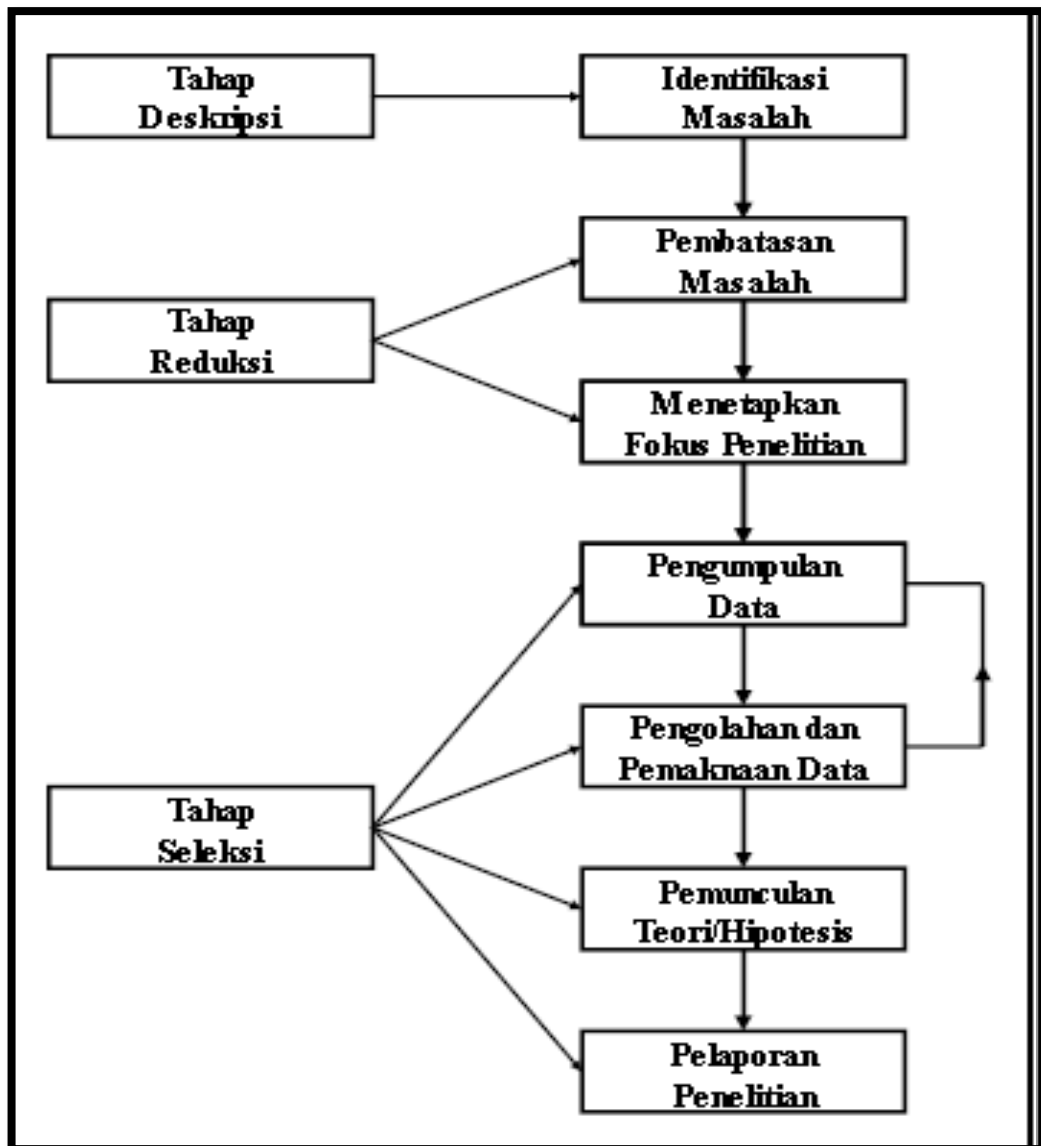 Tahap
Deskripsi
Identifikasi
Masalah
Pembatasan
Masalah
Tahap
Reduksi
Menetapkan
Fokus Penelitian
Pengumpulan
Data
Pengolahan dan
Pemaknaan Data
Tahap
Seleksi
Pemunculan
Teori/Hipotesis
Pelaporan
Penelitian